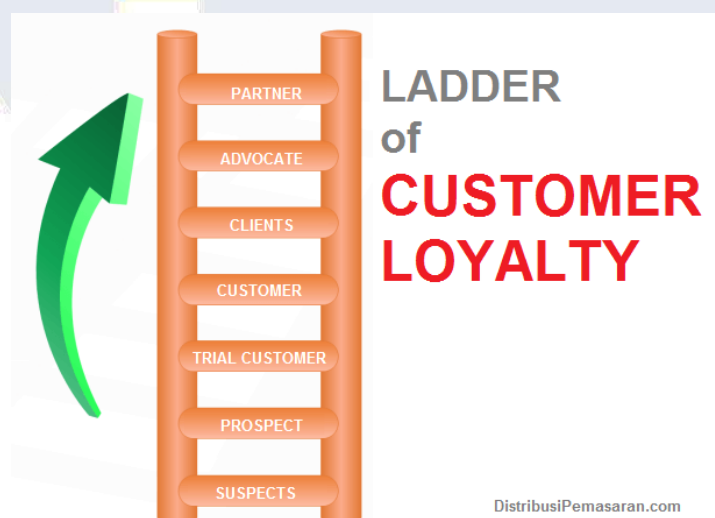 PARTNER
ADVOCATE
CLIENTS
CUSTOMER
TRIAL CUSTOMER
PROSPECT
SUSPECTS
LADDER
of
CUSTOMER
LOYALTY
DistribusiPemasaran.com